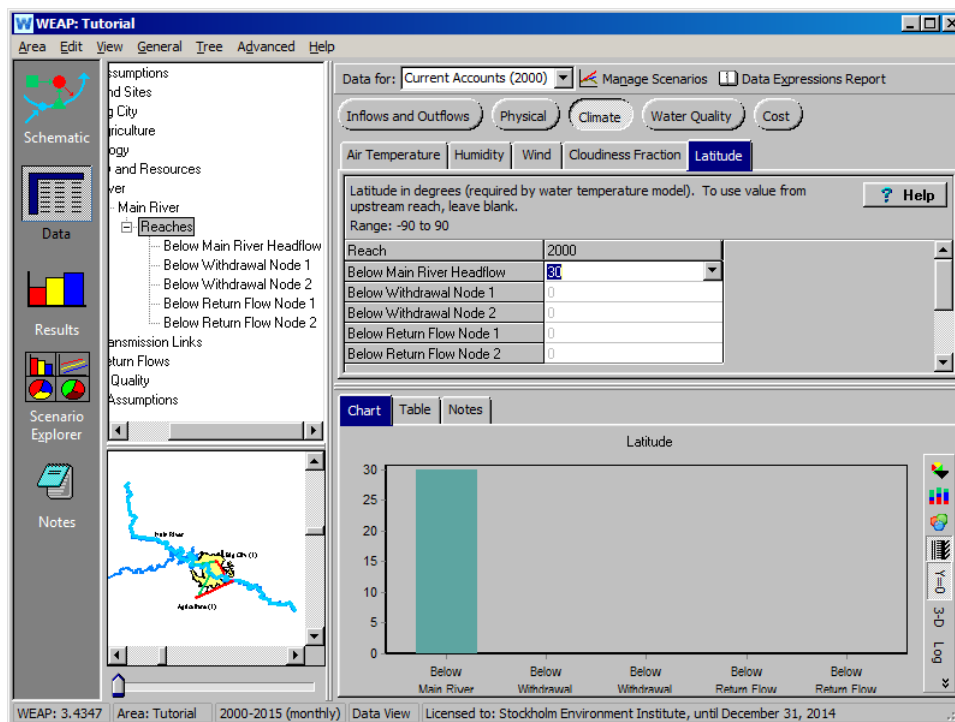 WEAP: Tutorial
Area Edit View General Tree Advanced Help
Schematic
Data
Results
Scenario
Explorer
Notes
ssumptions
nd Sites
g City
riculture
ogy
and Resources
ver
Main River
Reaches
Below Main River Headflow
Below Withdrawal Node 1
Below Withdrawal Node 2
Below Return Flow Node 1
Below Return Flow Node 2
ansmission Links
eturn Flows
Quality
Assumptions
Main River
Big City (1)
Agriculture (1)
Data for: Current Accounts (2000) Manage Scenarios Data Expressions Report
Inflows and Outflows Physical Climate Water Quality Cost
Air Temperature Humidity Wind Cloudiness Fraction Latitude
Latitude in degrees (required by water temperature model). To use value from
upstream reach, leave blank.
Range: -90 to 90
? Help
Reach 2000
Below Main River Headflow 30
Below Withdrawal Node 1 0
Below Withdrawal Node 2 0
Below Return Flow Node 1 0
Below Return Flow Node 2 0
Chart Table Notes
Latitude
30
25
20
15
10
5
0
Below Main River
Below Withdrawal
Below Withdrawal
Below Return Flow
Below Return Flow
Y=0
3-D
Log
WEAP: 3.4347 Area: Tutorial 2000-2015 (monthly) Data View Licensed to: Stockholm Environment Institute, until December 31, 2014